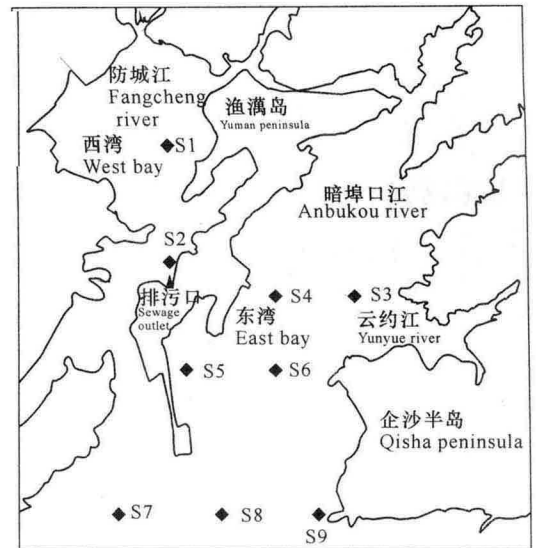 防城江
Fangcheng
river
渔澫岛
Yuman peninsula
西湾
West bay
S1
暗埠口江
Anbukou river
S2
排污口
Sewage
outlet
S4
S3
东湾
East bay
云约江
Yunyue river
S5
S6
企沙半岛
Qisha peninsula
S7
S8
S9